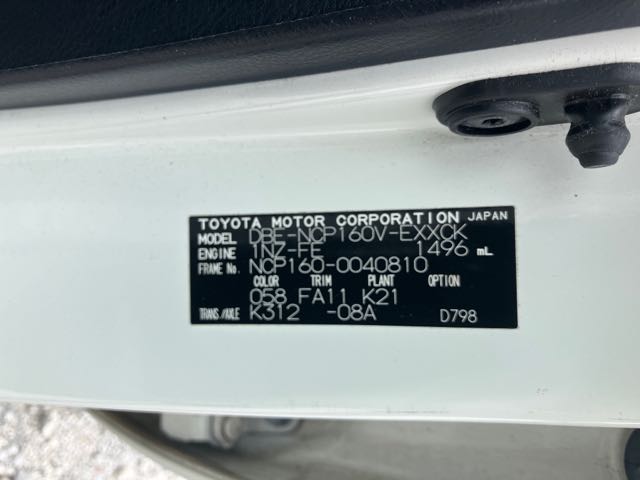 TOYOTA MOTOR CORPORATION JAPAN
MODEL DBE-NCP160V-EXXCK
ENGINE 1NZ-FE 1496 mL
FRAME No. NCP160-0040810
COLOR TRIM PLANT OPTION
058 FA11 K21
TRANS./AXLE K312 -08A D798